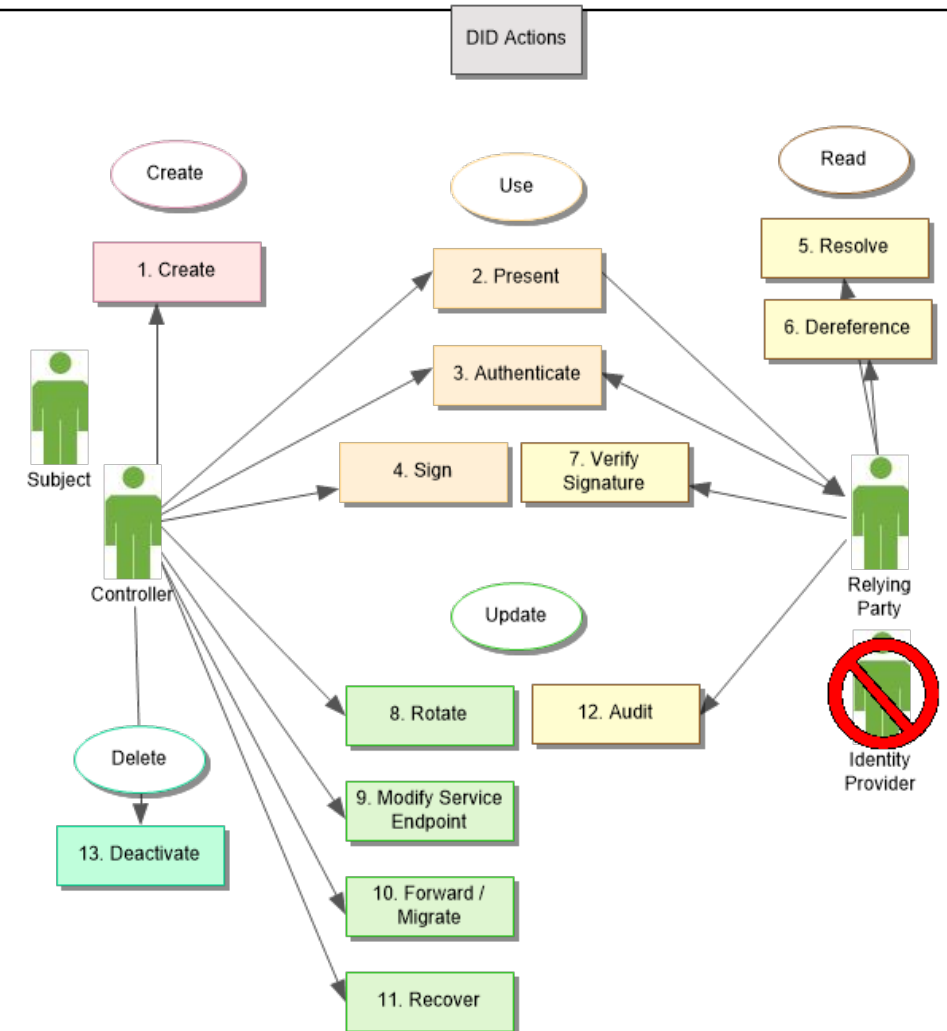 DID Actions
Create
Use
Read
1. Create
2. Present
5. Resolve
6. Dereference
3. Authenticate
4. Sign
7. Verify
Signature
Subject
Controller
Relying
Party
Update
8. Rotate
12. Audit
Identity
Provider
Delete
9. Modify Service
Endpoint
13. Deactivate
10. Forward /
Migrate
11. Recover